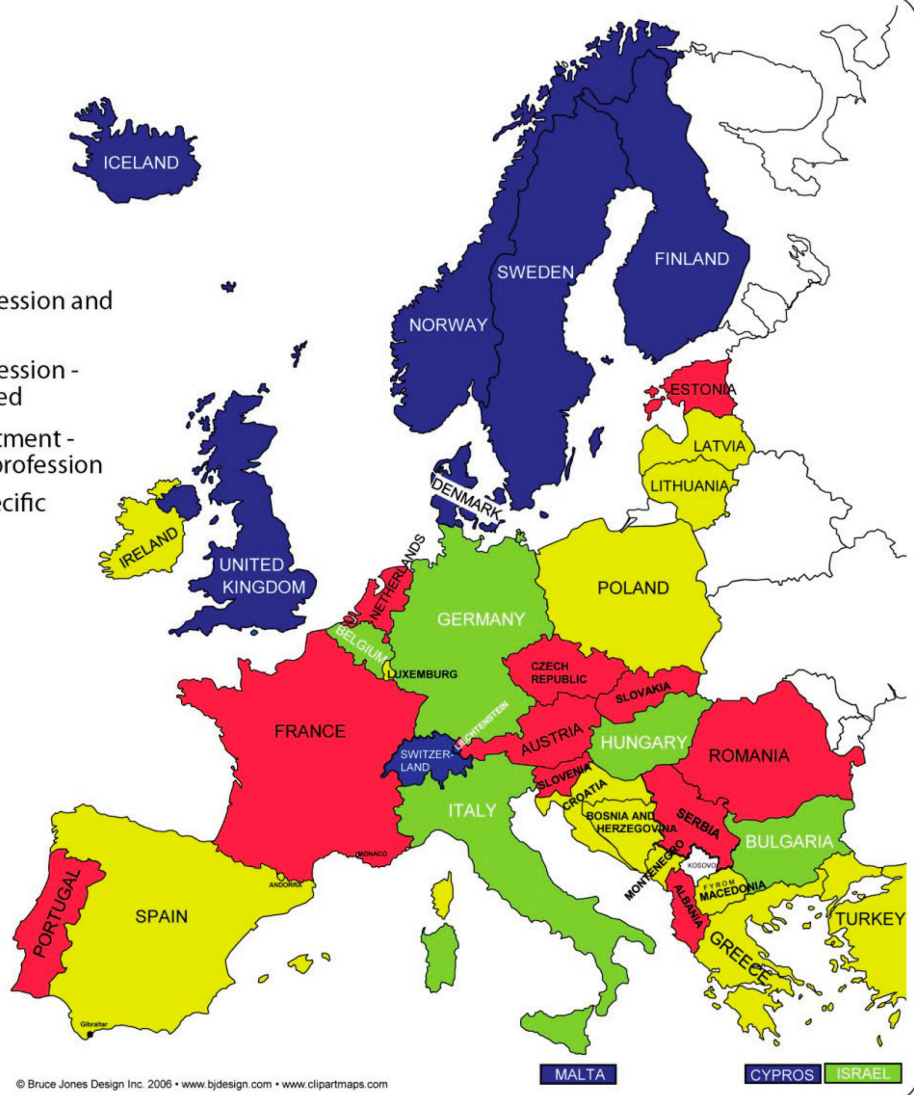 ICELAND
SWEDEN
FINLAND
NORWAY
ession and
ession -
ed
tment -
profession
cific
ESTONIA
LATVIA
LITHUANIA
DENMARK
IRELAND
UNITED
KINGDOM
NETHERLANDS
BELGIUM
GERMANY
POLAND
LUXEMBURG
CZECH
REPUBLIC
SLOVAKIA
FRANCE
LIECHTENSTEIN
SWITZER-
LAND
AUSTRIA
HUNGARY
ROMANIA
SLOVENIA
CROATIA
ITALY
BOSNIA AND
HERZEGOVINA
SERBIA
BULGARIA
MONACO
MONTENEGRO
KOSOVO
ANDORRA
FYROM
MACEDONIA
ALBANIA
PORTUGAL
SPAIN
GREECE
TURKEY
Gibraltar
MALTA
CYPROS
ISRAEL
© Bruce Jones Design Inc. 2006 • www.bjdesign.com • www.clipartmaps.com